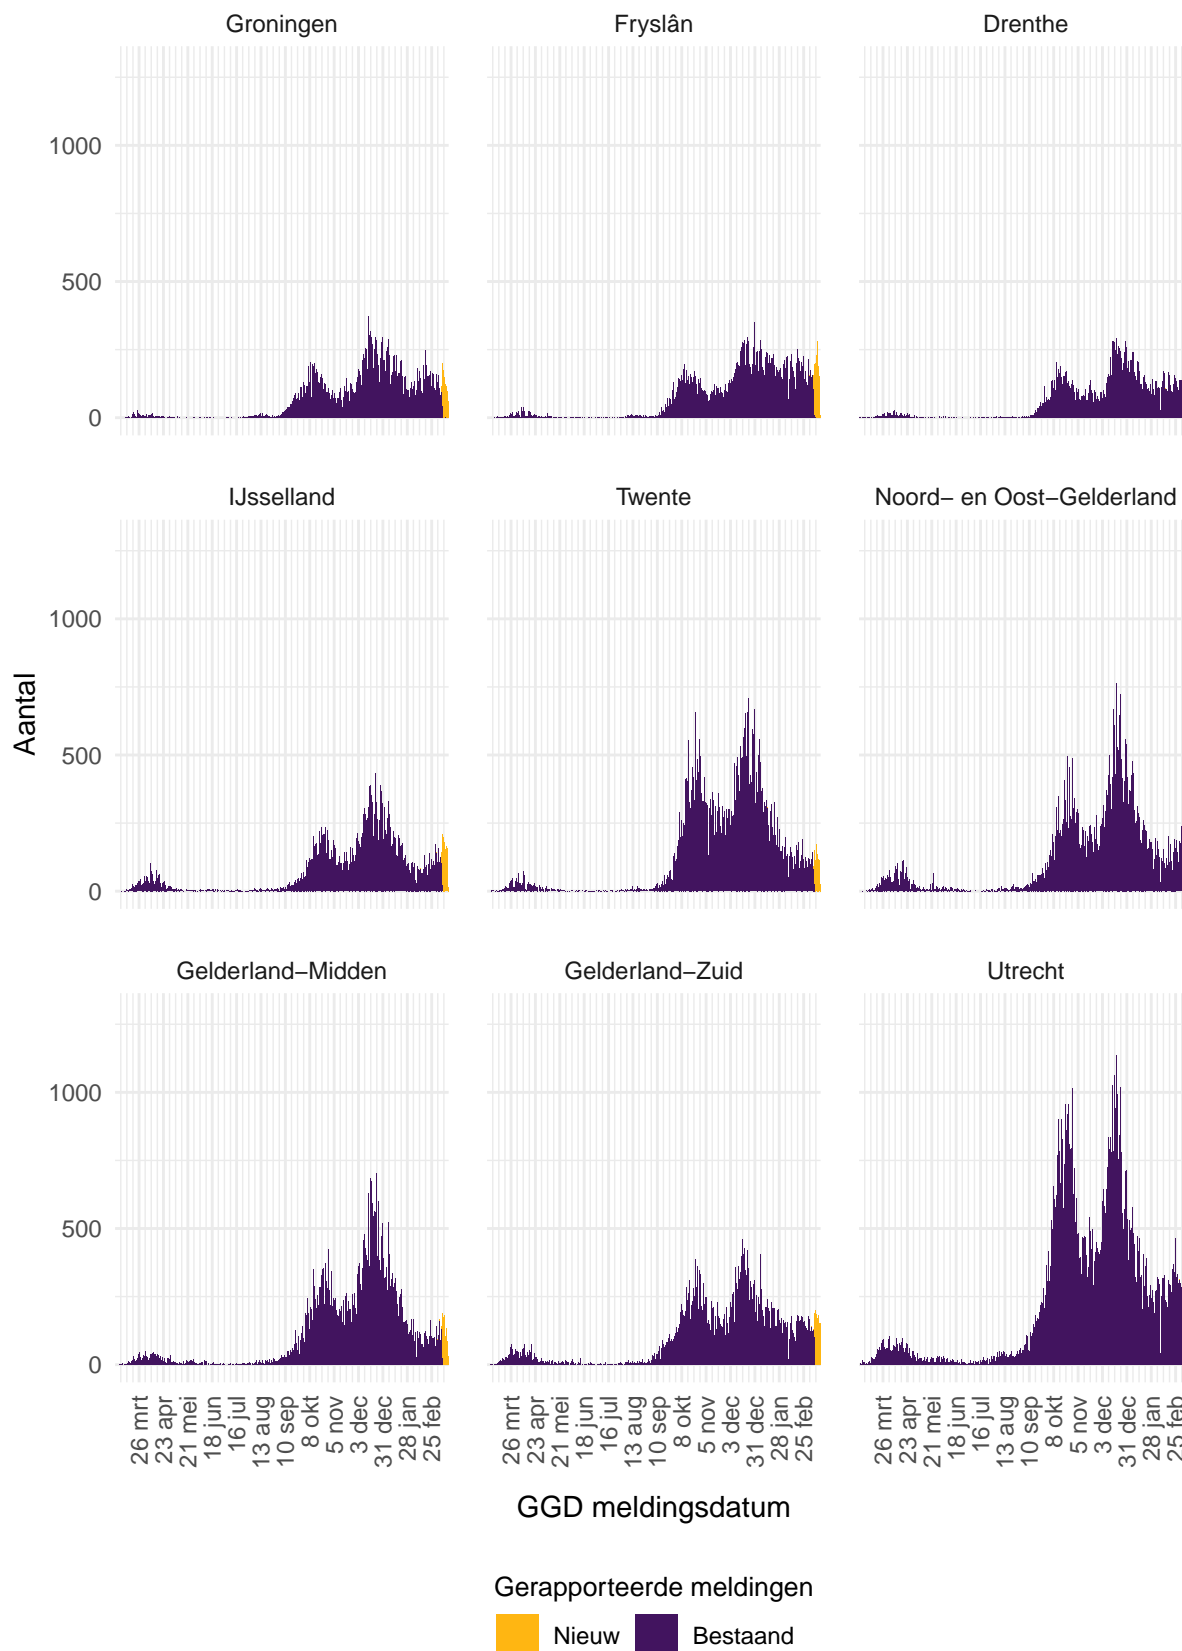 Groningen Fryslân Drenthe
1000
500
0
IJsselland Twente Noord− en Oost−Gelderland
1000
500
0
Aantal
Gelderland−Midden Gelderland−Zuid Utrecht
1000
500
0
26 mrt 23 apr 21 mei 18 jun 16 jul 13 aug 10 sep 8 okt 5 nov 3 dec 31 dec 28 jan 25 feb
26 mrt 23 apr 21 mei 18 jun 16 jul 13 aug 10 sep 8 okt 5 nov 3 dec 31 dec 28 jan 25 feb
26 mrt 23 apr 21 mei 18 jun 16 jul 13 aug 10 sep 8 okt 5 nov 3 dec 31 dec 28 jan 25 feb
GGD meldingsdatum
Gerapporteerde meldingen
Nieuw Bestaand